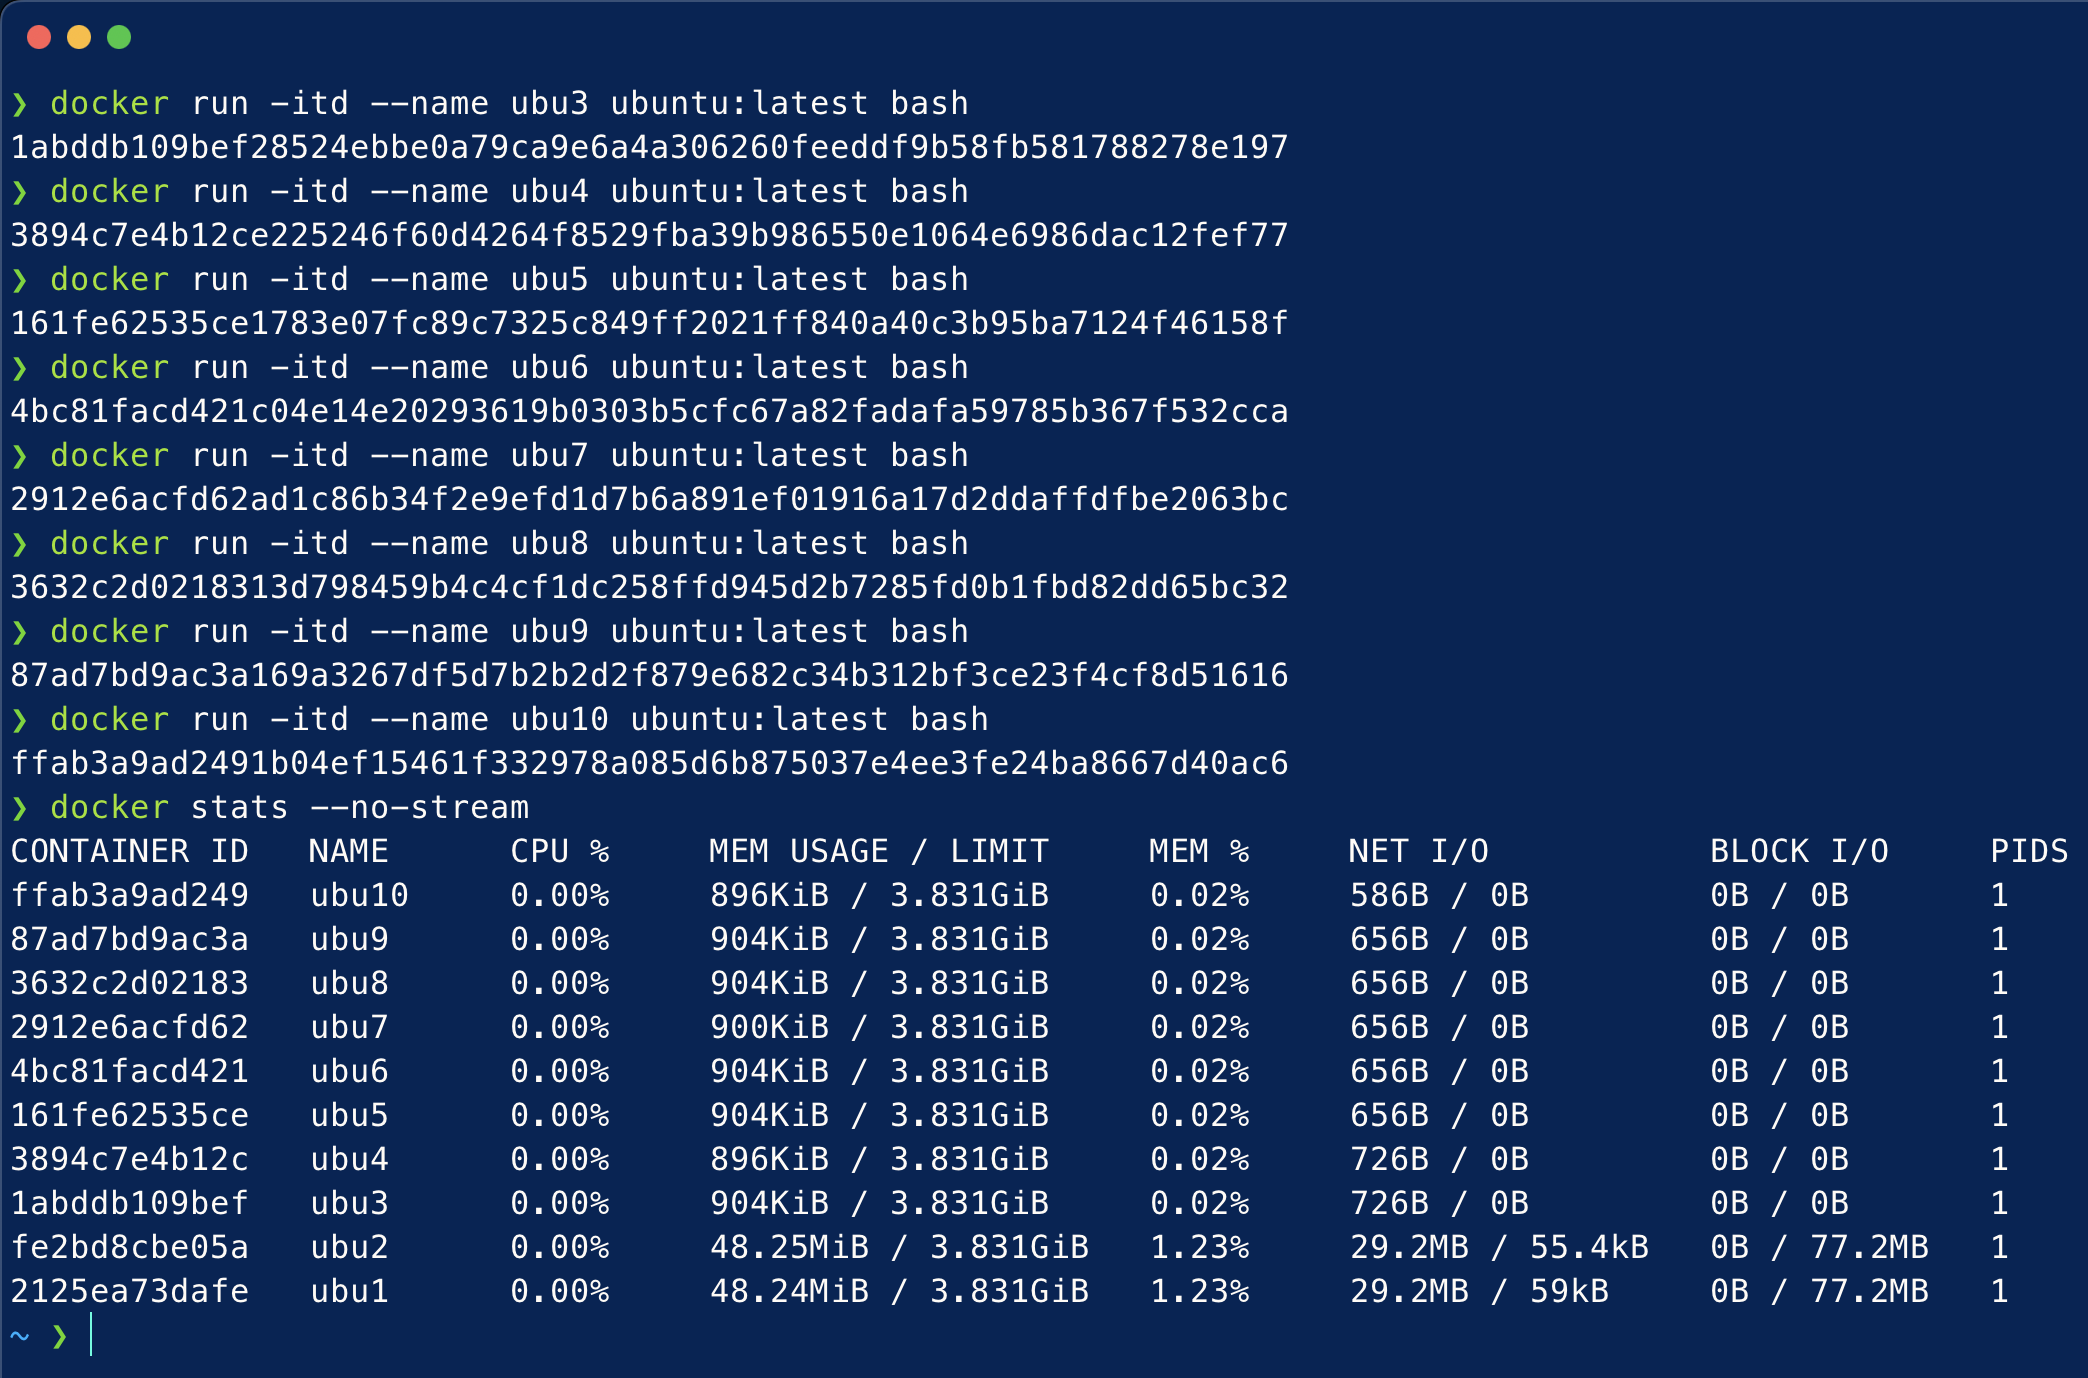 ❯ docker run -itd --name ubu3 ubuntu:latest bash
1abddb109bef28524ebbe0a79ca9e6a4a306260feeddf9b58fb581788278e197
❯ docker run -itd --name ubu4 ubuntu:latest bash
3894c7e4b12ce225246f60d4264f8529fba39b986550e1064e6986dac12fef77
❯ docker run -itd --name ubu5 ubuntu:latest bash
161fe62535ce1783e07fc89c7325c849ff2021ff840a40c3b95ba7124f46158f
❯ docker run -itd --name ubu6 ubuntu:latest bash
4bc81facd421c04e14e20293619b0303b5cfc67a82fadafa59785b367f532cca
❯ docker run -itd --name ubu7 ubuntu:latest bash
2912e6acfd62ad1c86b34f2e9efd1d7b6a891ef01916a17d2ddaffdfbe2063bc
❯ docker run -itd --name ubu8 ubuntu:latest bash
3632c2d0218313d798459b4c4cf1dc258ffd945d2b7285fd0b1fbd82dd65bc32
❯ docker run -itd --name ubu9 ubuntu:latest bash
87ad7bd9ac3a169a3267df5d7b2b2d2f879e682c34b312bf3ce23f4cf8d51616
❯ docker run -itd --name ubu10 ubuntu:latest bash
ffab3a9ad2491b04ef15461f332978a085d6b875037e4ee3fe24ba8667d40ac6
❯ docker stats --no-stream
CONTAINER ID   NAME      CPU %     MEM USAGE / LIMIT     MEM %     NET I/O           BLOCK I/O     PIDS
ffab3a9ad249   ubu10     0.00%     896KiB / 3.831GiB     0.02%     586B / 0B         0B / 0B       1
87ad7bd9ac3a   ubu9      0.00%     904KiB / 3.831GiB     0.02%     656B / 0B         0B / 0B       1
3632c2d02183   ubu8      0.00%     904KiB / 3.831GiB     0.02%     656B / 0B         0B / 0B       1
2912e6acfd62   ubu7      0.00%     900KiB / 3.831GiB     0.02%     656B / 0B         0B / 0B       1
4bc81facd421   ubu6      0.00%     904KiB / 3.831GiB     0.02%     656B / 0B         0B / 0B       1
161fe62535ce   ubu5      0.00%     904KiB / 3.831GiB     0.02%     656B / 0B         0B / 0B       1
3894c7e4b12c   ubu4      0.00%     896KiB / 3.831GiB     0.02%     726B / 0B         0B / 0B       1
1abddb109bef   ubu3      0.00%     904KiB / 3.831GiB     0.02%     726B / 0B         0B / 0B       1
fe2bd8cbe05a   ubu2      0.00%     48.25MiB / 3.831GiB   1.23%     29.2MB / 55.4kB   0B / 77.2MB   1
2125ea73dafe   ubu1      0.00%     48.24MiB / 3.831GiB   1.23%     29.2MB / 59kB     0B / 77.2MB   1
~ ❯